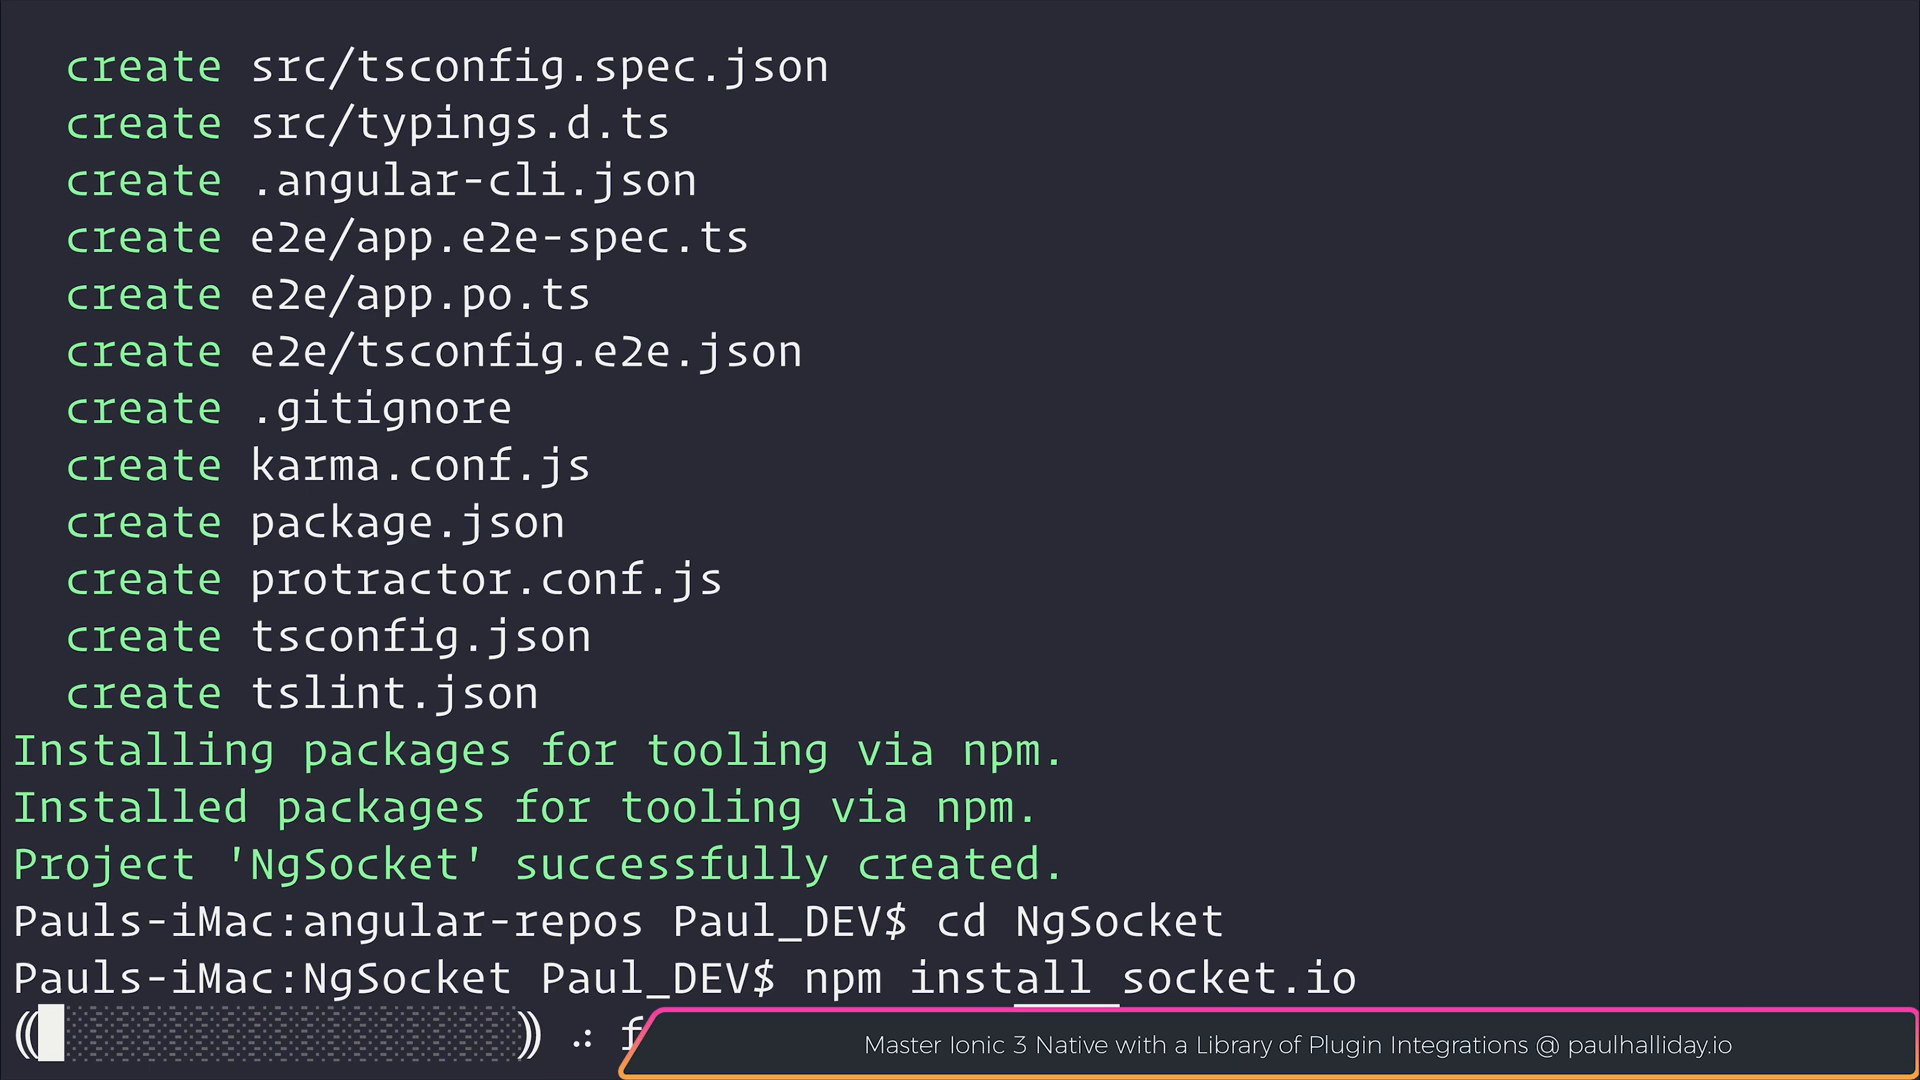 create src/tsconfig.spec.json
create src/typings.d.ts
create .angular-cli.json
create e2e/app.e2e-spec.ts
create e2e/app.po.ts
create e2e/tsconfig.e2e.json
create .gitignore
create karma.conf.js
create package.json
create protractor.conf.js
create tsconfig.json
create tslint.json
Installing packages for tooling via npm.
Installed packages for tooling via npm.
Project 'NgSocket' successfully created.
Pauls-iMac:angular-repos Paul_DEV$ cd NgSocket
Pauls-iMac:NgSocket Paul_DEV$ npm install socket.io
Master Ionic 3 Native with a Library of Plugin Integrations @ paulhalliday.io